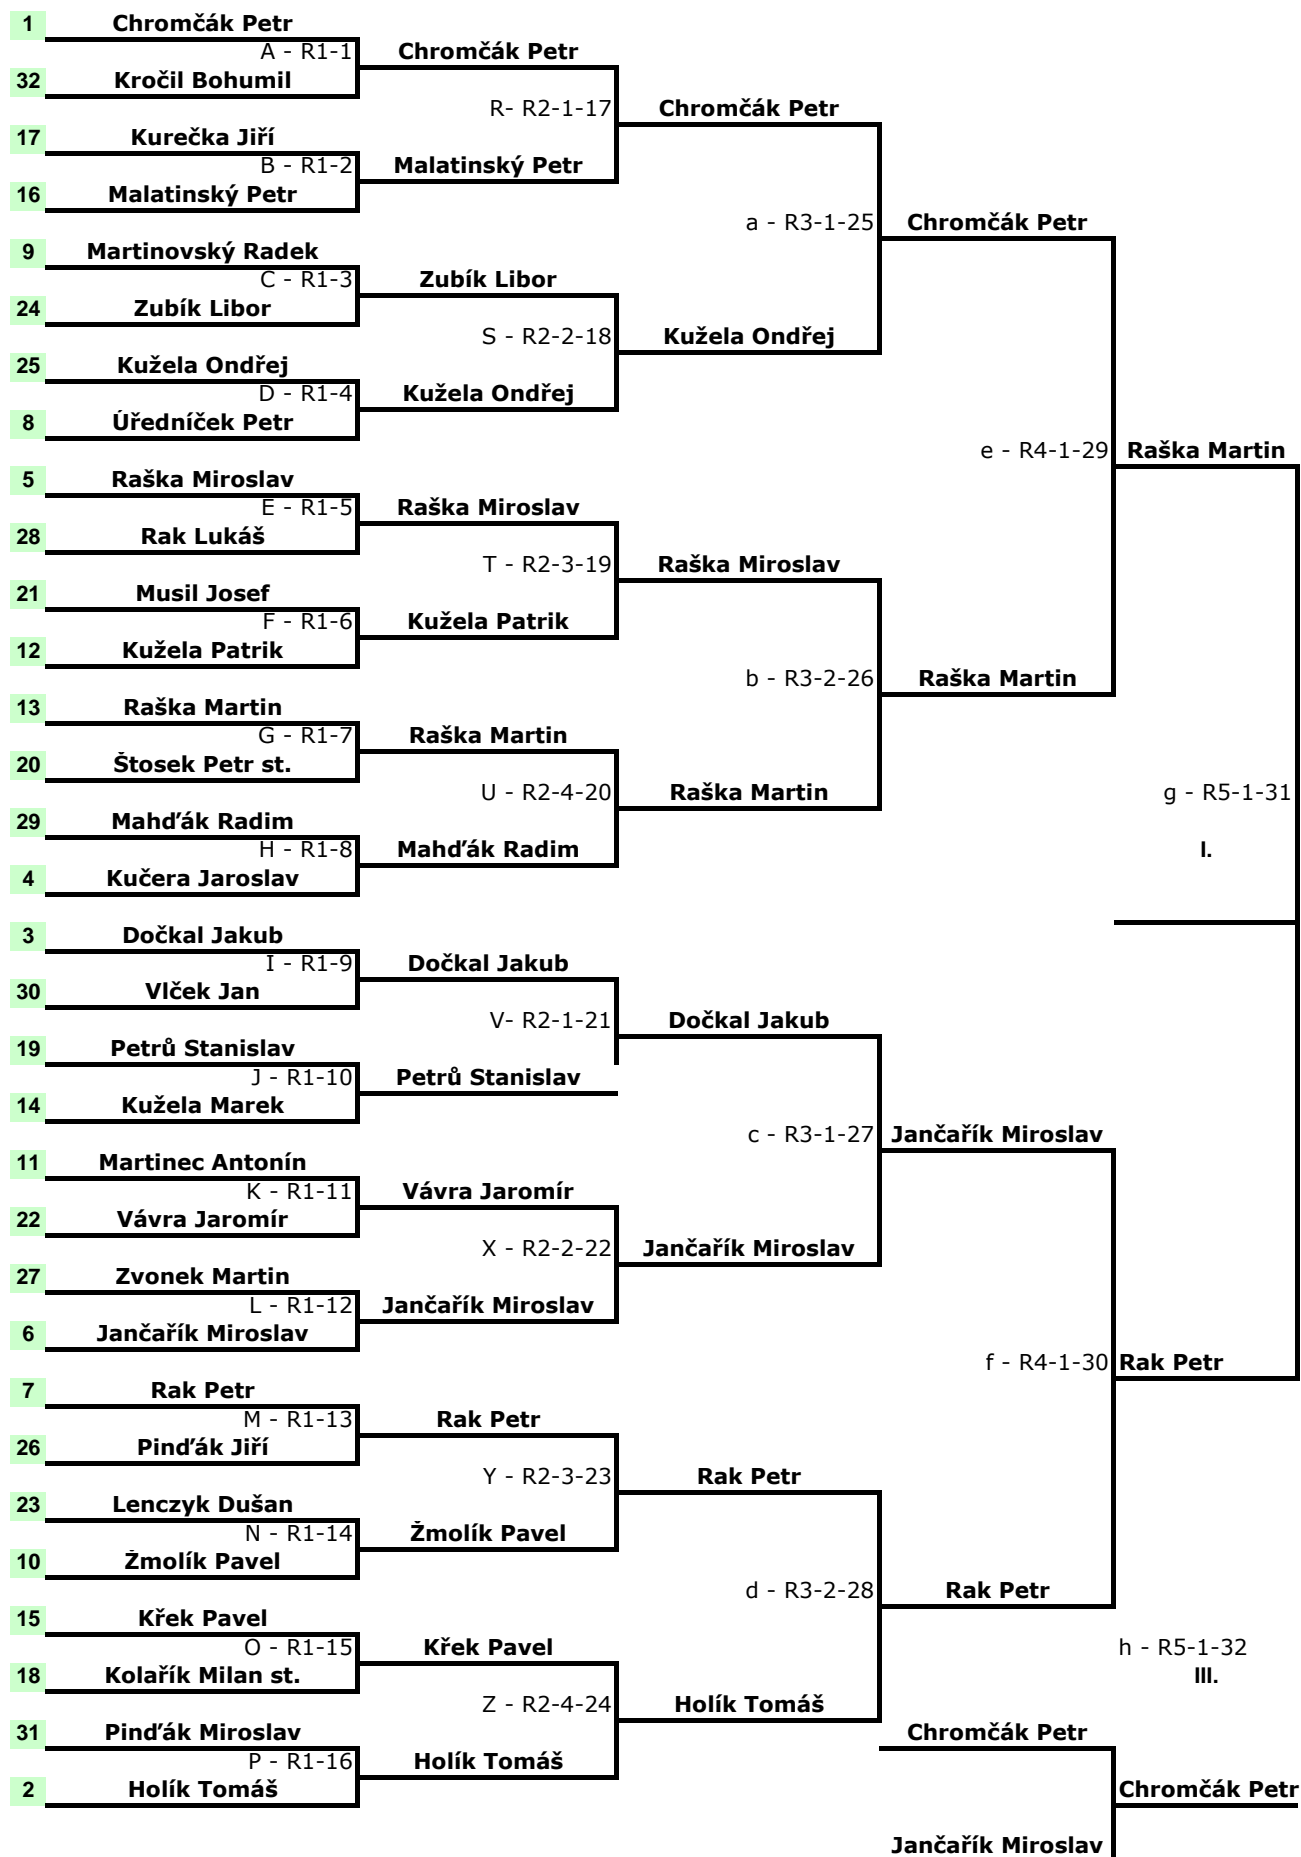 1 Chromčák Petr
A - R1-1 Chromčák Petr
32 Kročil Bohumil
R- R2-1-17 Chromčák Petr
17 Kurečka Jiří
B - R1-2 Malatinský Petr
16 Malatinský Petr
a - R3-1-25 Chromčák Petr
9 Martinovský Radek
C - R1-3 Zubík Libor
24 Zubík Libor
S - R2-2-18 Kužela Ondřej
25 Kužela Ondřej
D - R1-4 Kužela Ondřej
8 Úředníček Petr
e - R4-1-29 Raška Martin
5 Raška Miroslav
E - R1-5 Raška Miroslav
28 Rak Lukáš
T - R2-3-19 Raška Miroslav
21 Musil Josef
F - R1-6 Kužela Patrik
12 Kužela Patrik
b - R3-2-26 Raška Martin
13 Raška Martin
G - R1-7 Raška Martin
20 Štosek Petr st.
U - R2-4-20 Raška Martin g - R5-1-31
29 Mahďák Radim
H - R1-8 Mahďák Radim I.
4 Kučera Jaroslav
3 Dočkal Jakub
I - R1-9 Dočkal Jakub
30 Vlček Jan
V- R2-1-21 Dočkal Jakub
19 Petrů Stanislav
J - R1-10 Petrů Stanislav
14 Kužela Marek
c - R3-1-27 Jančařík Miroslav
11 Martinec Antonín
K - R1-11 Vávra Jaromír
22 Vávra Jaromír
X - R2-2-22 Jančařík Miroslav
27 Zvonek Martin
L - R1-12 Jančařík Miroslav
6 Jančařík Miroslav
f - R4-1-30 Rak Petr
7 Rak Petr
M - R1-13 Rak Petr
26 Pinďák Jiří
Y - R2-3-23 Rak Petr
23 Lenczyk Dušan
N - R1-14 Žmolík Pavel
10 Žmolík Pavel
d - R3-2-28 Rak Petr
15 Křek Pavel
O - R1-15 Křek Pavel h - R5-1-32
18 Kolařík Milan st. III.
Z - R2-4-24 Holík Tomáš
31 Pinďák Miroslav Chromčák Petr
P - R1-16 Holík Tomáš
2 Holík Tomáš Chromčák Petr
Jančařík Miroslav